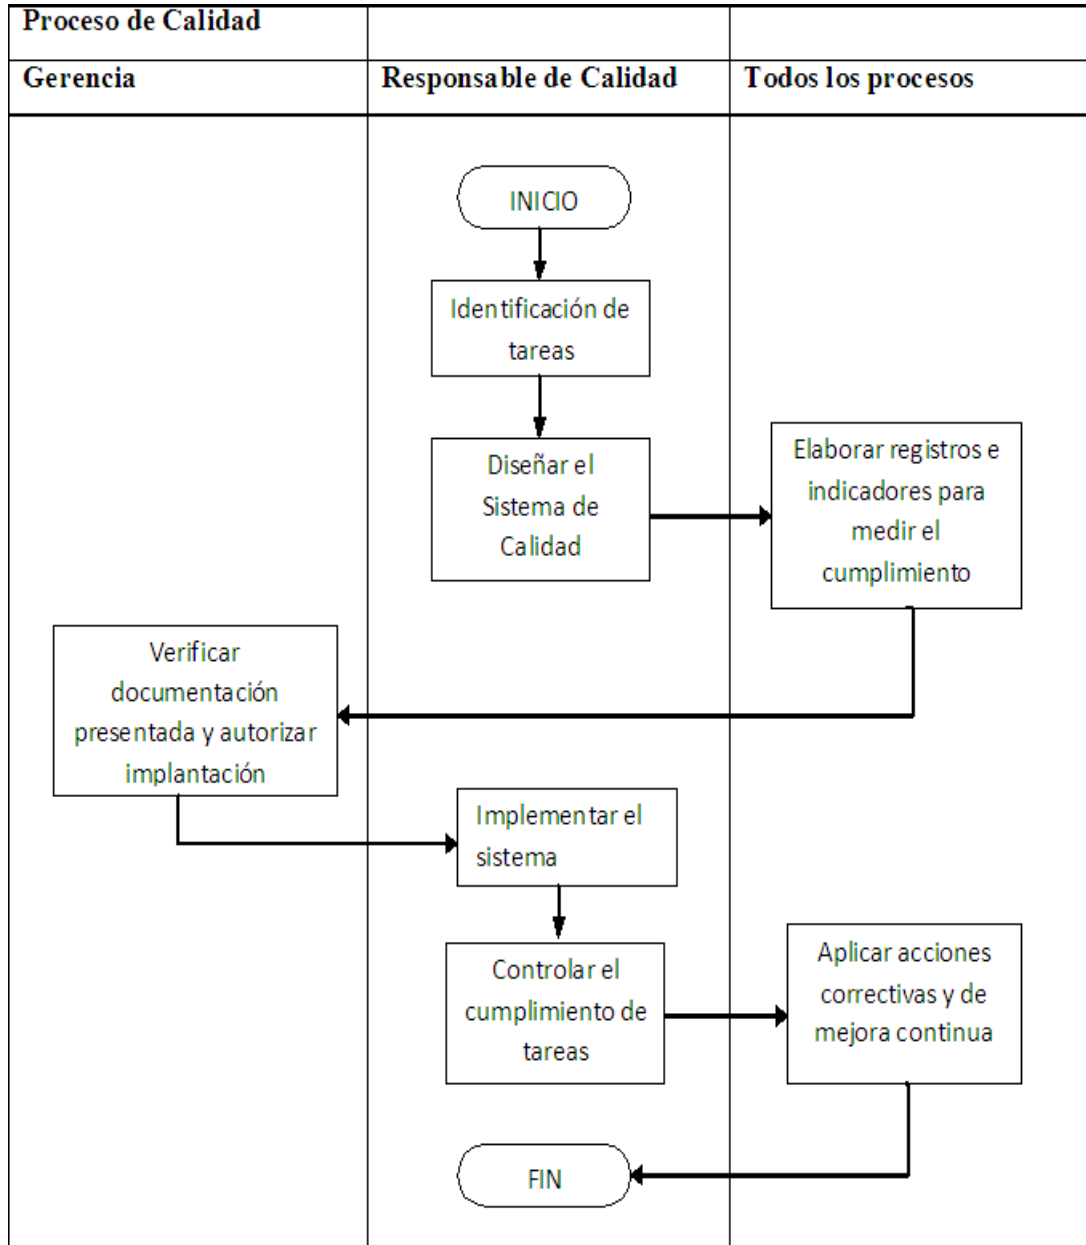 Proceso de Calidad
Gerencia
Responsable de Calidad
Todos los procesos
INICIO
Identificación de
tareas
Diseñar el
Sistema de
Calidad
Elaborar registros e
indicadores para
medir el
cumplimiento
Verificar
documentación
presentada y autorizar
implantación
Implementar el
sistema
Controlar el
cumplimiento de
tareas
Aplicar acciones
correctivas y de
mejora continua
FIN